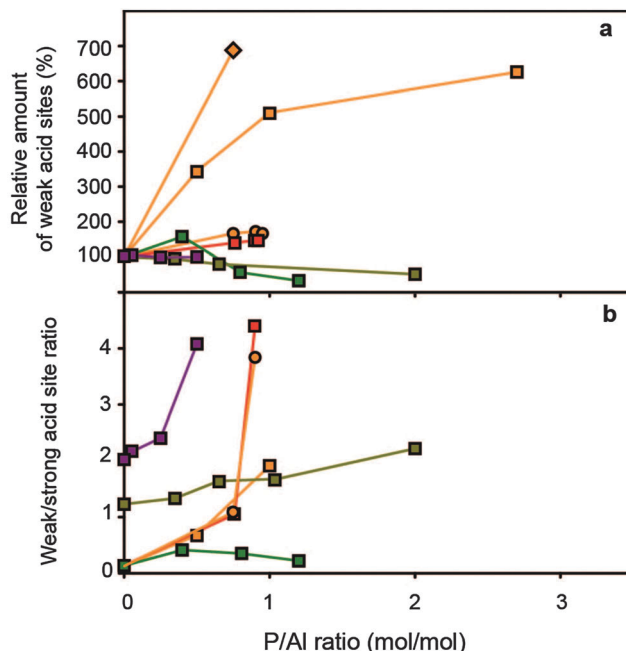 a
700
600
500
400
300
200
100
Relative amount
of weak acid sites (%)
b
4
3
2
1
0
Weak/strong acid site ratio
0 1 2 3
P/Al ratio (mol/mol)